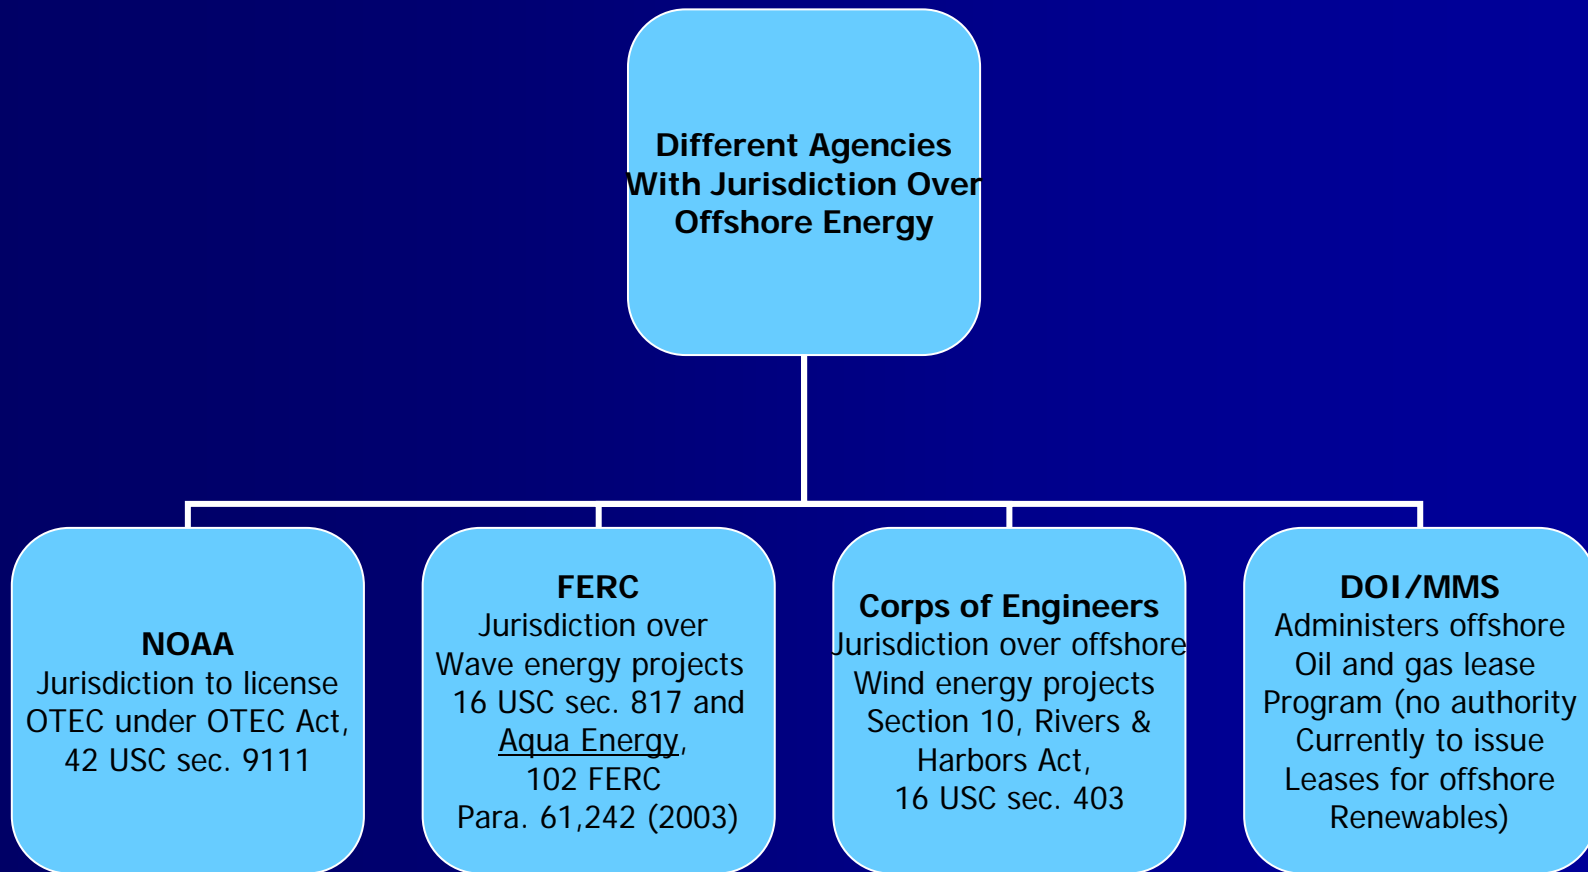 Different Agencies
With Jurisdiction Over
Offshore Energy
NOAA
Jurisdiction to license
OTEC under OTEC Act,
42 USC sec. 9111
FERC
Jurisdiction over
Wave energy projects
16 USC sec. 817 and
Aqua Energy,
102 FERC
Para. 61,242 (2003)
Corps of Engineers
Jurisdiction over offshore
Wind energy projects
Section 10, Rivers &
Harbors Act,
16 USC sec. 403
DOI/MMS
Administers offshore
Oil and gas lease
Program (no authority
Currently to issue
Leases for offshore
Renewables)